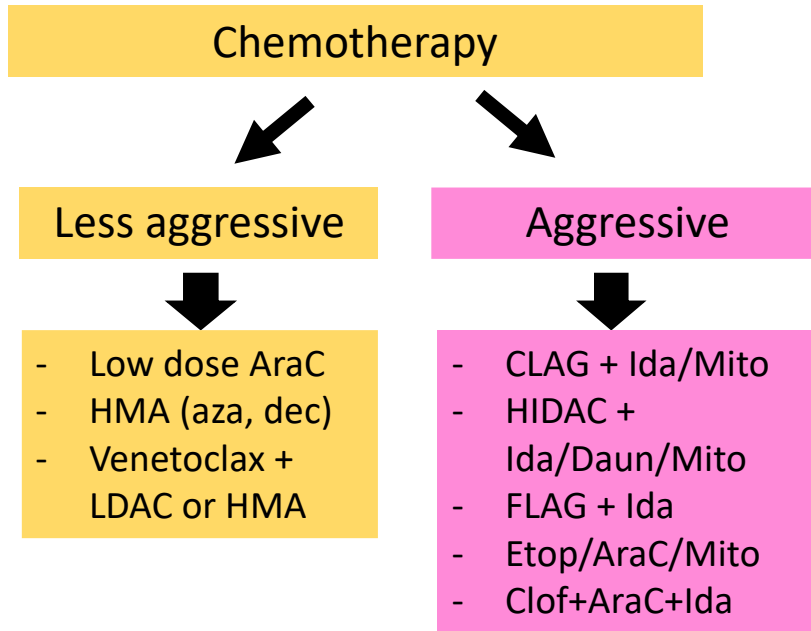 Chemotherapy
Less aggressive
Aggressive
- Low dose AraC
- HMA (aza, dec)
- Venetoclax +
LDAC or HMA
- CLAG + Ida/Mito
- HIDAC +
Ida/Daun/Mito
- FLAG + Ida
- Etop/AraC/Mito
- Clof+AraC+Ida